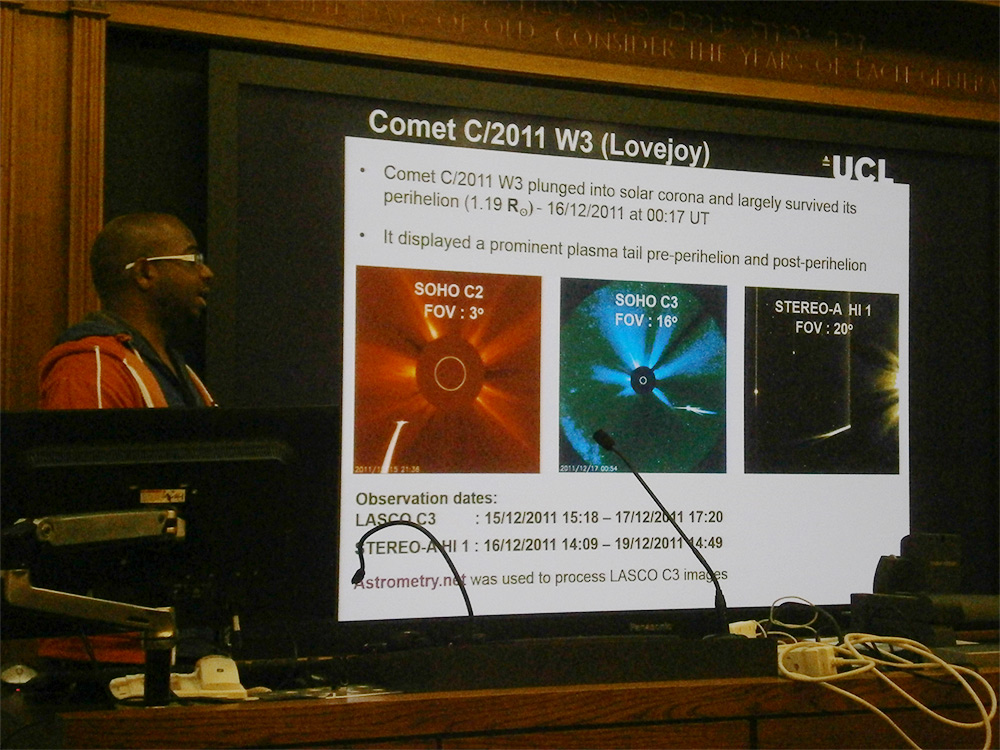 זכר ימות עולם בינו שנות
OF OLD · CONSIDER THE YEARS OF EACH GENERA
Comet C/2011 W3 (Lovejoy)
UCL
• Comet C/2011 W3 plunged into solar corona and largely survived its
perihelion (1.19 R☉) - 16/12/2011 at 00:17 UT
• It displayed a prominent plasma tail pre-perihelion and post-perihelion
SOHO C2
FOV : 3º
2011/12/15 21:36
SOHO C3
FOV : 16º
2011/12/17 00:54
STEREO-A HI 1
FOV : 20º
Observation dates:
LASCO C3 : 15/12/2011 15:18 – 17/12/2011 17:20
STEREO-A HI 1 : 16/12/2011 14:09 – 19/12/2011 14:49
Astrometry.net was used to process LASCO C3 images
Panasonic